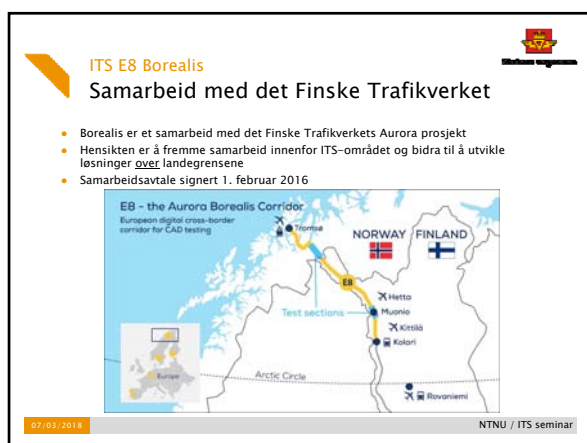 ITS E8 Borealis
Samarbeid med det Finske Trafikverket
Borealis er et samarbeid med det Finske Trafikverkets Aurora prosjekt
Hensikten er å fremme samarbeid innenfor ITS-området og bidra til å utvikle
løsninger over landegrensene
Samarbeidsavtale signert 1. februar 2016
E8 - the Aurora Borealis Corridor
European digital cross-border
corridor for CAD testing
Tromsø
NORWAY FINLAND
E8
Hetta
Test sections
Muonio
Kittilä
Kolari
Europe
Arctic Circle
Rovaniemi
07/03/2018
NTNU / ITS seminar